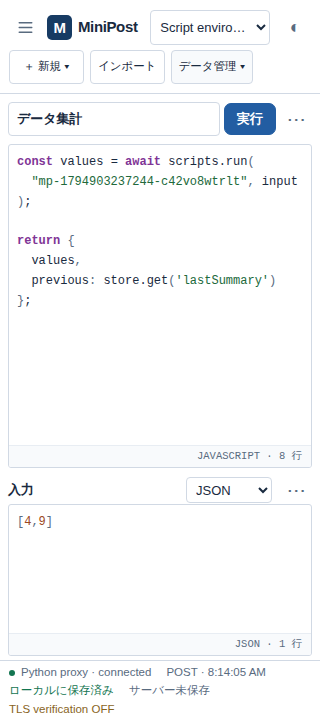 M MiniPost Script enviro…
＋ 新規 ▾ インポート データ管理 ▾
データ集計 実行 ···
const values = await scripts.run(
"mp-1794903237244-c42vo8wtrlt", input
);
return {
values,
previous: store.get('lastSummary')
};
JAVASCRIPT · 8 行
入力 JSON ···
[4,9]
JSON · 1 行
Python proxy · connected POST · 8:14:05 AM
ローカルに保存済み サーバー未保存
TLS verification OFF